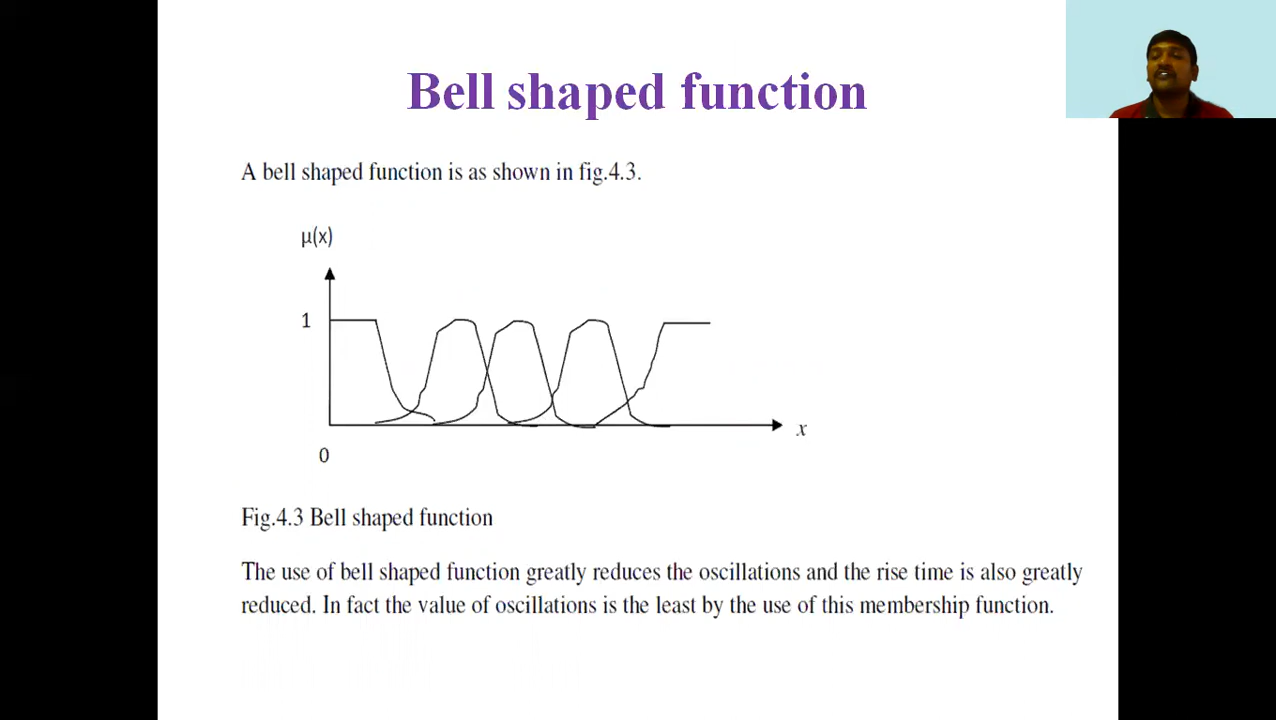 Bell shaped function
A bell shaped function is as shown in fig.4.3.
μ(x)
1
x
0
Fig.4.3 Bell shaped function
The use of bell shaped function greatly reduces the oscillations and the rise time is also greatly
reduced. In fact the value of oscillations is the least by the use of this membership function.